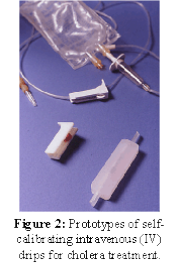 Figure 2: Prototypes of self-
calibrating intravenous (IV)
drips for cholera treatment.